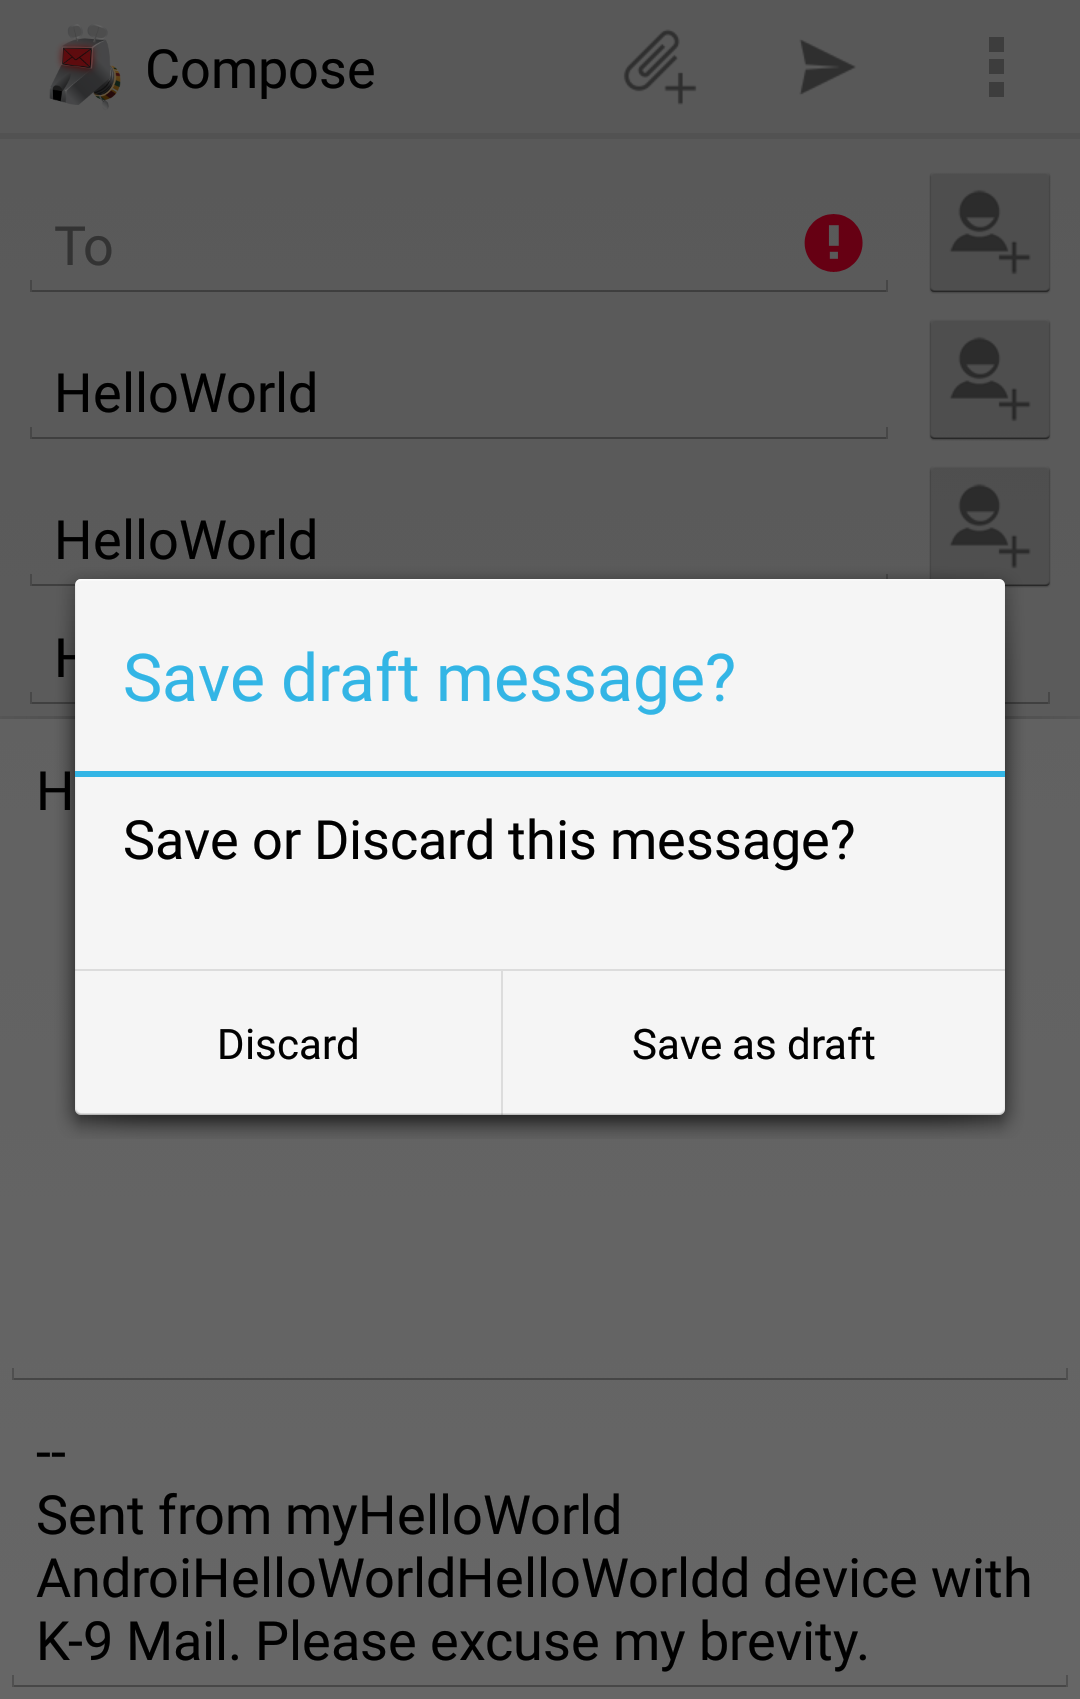 Compose
To
HelloWorld
HelloWorld
H
Save draft message?
H
Save or Discard this message?
Discard
Save as draft
--
Sent from myHelloWorld
AndroiHelloWorldHelloWorldd device with
K-9 Mail. Please excuse my brevity.